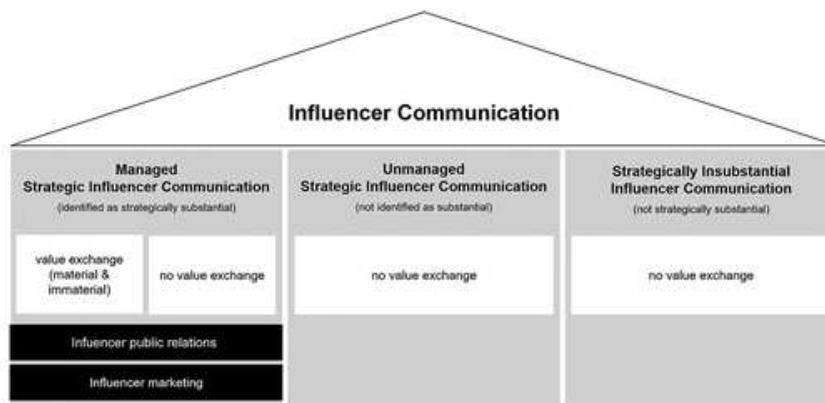 Influencer Communication
Managed
Strategic Influencer Communication
(identified as strategically substantial)
Unmanaged
Strategic Influencer Communication
(not identified as substantial)
Strategically Insubstantial
Influencer Communication
(not strategically substantial)
value exchange
(material &
immaterial)
no value exchange
no value exchange
no value exchange
Infuencer public relations
Influencer marketing